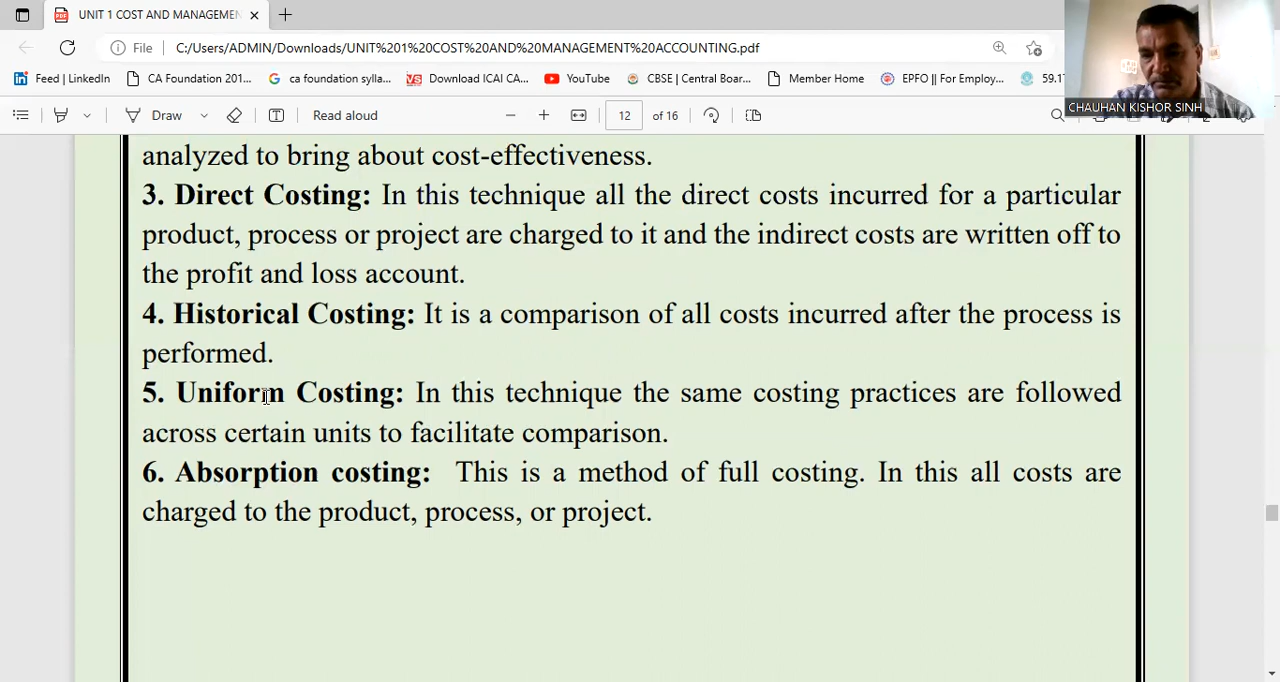 UNIT 1 COST AND MANAGEMEN
File C:/Users/ADMIN/Downloads/UNIT%201%20COST%20AND%20MANAGEMENT%20ACCOUNTING.pdf
Feed | LinkedIn CA Foundation 201... ca foundation sylla... Download ICAI CA... YouTube CBSE | Central Boar... Member Home EPFO || For Employ... 59.17
CHAUHAN KISHOR SINH
Draw Read aloud 12 of 16
analyzed to bring about cost-effectiveness.
3. Direct Costing: In this technique all the direct costs incurred for a particular
product, process or project are charged to it and the indirect costs are written off to
the profit and loss account.
4. Historical Costing: It is a comparison of all costs incurred after the process is
performed.
5. Uniform Costing: In this technique the same costing practices are followed
across certain units to facilitate comparison.
6. Absorption costing: This is a method of full costing. In this all costs are
charged to the product, process, or project.